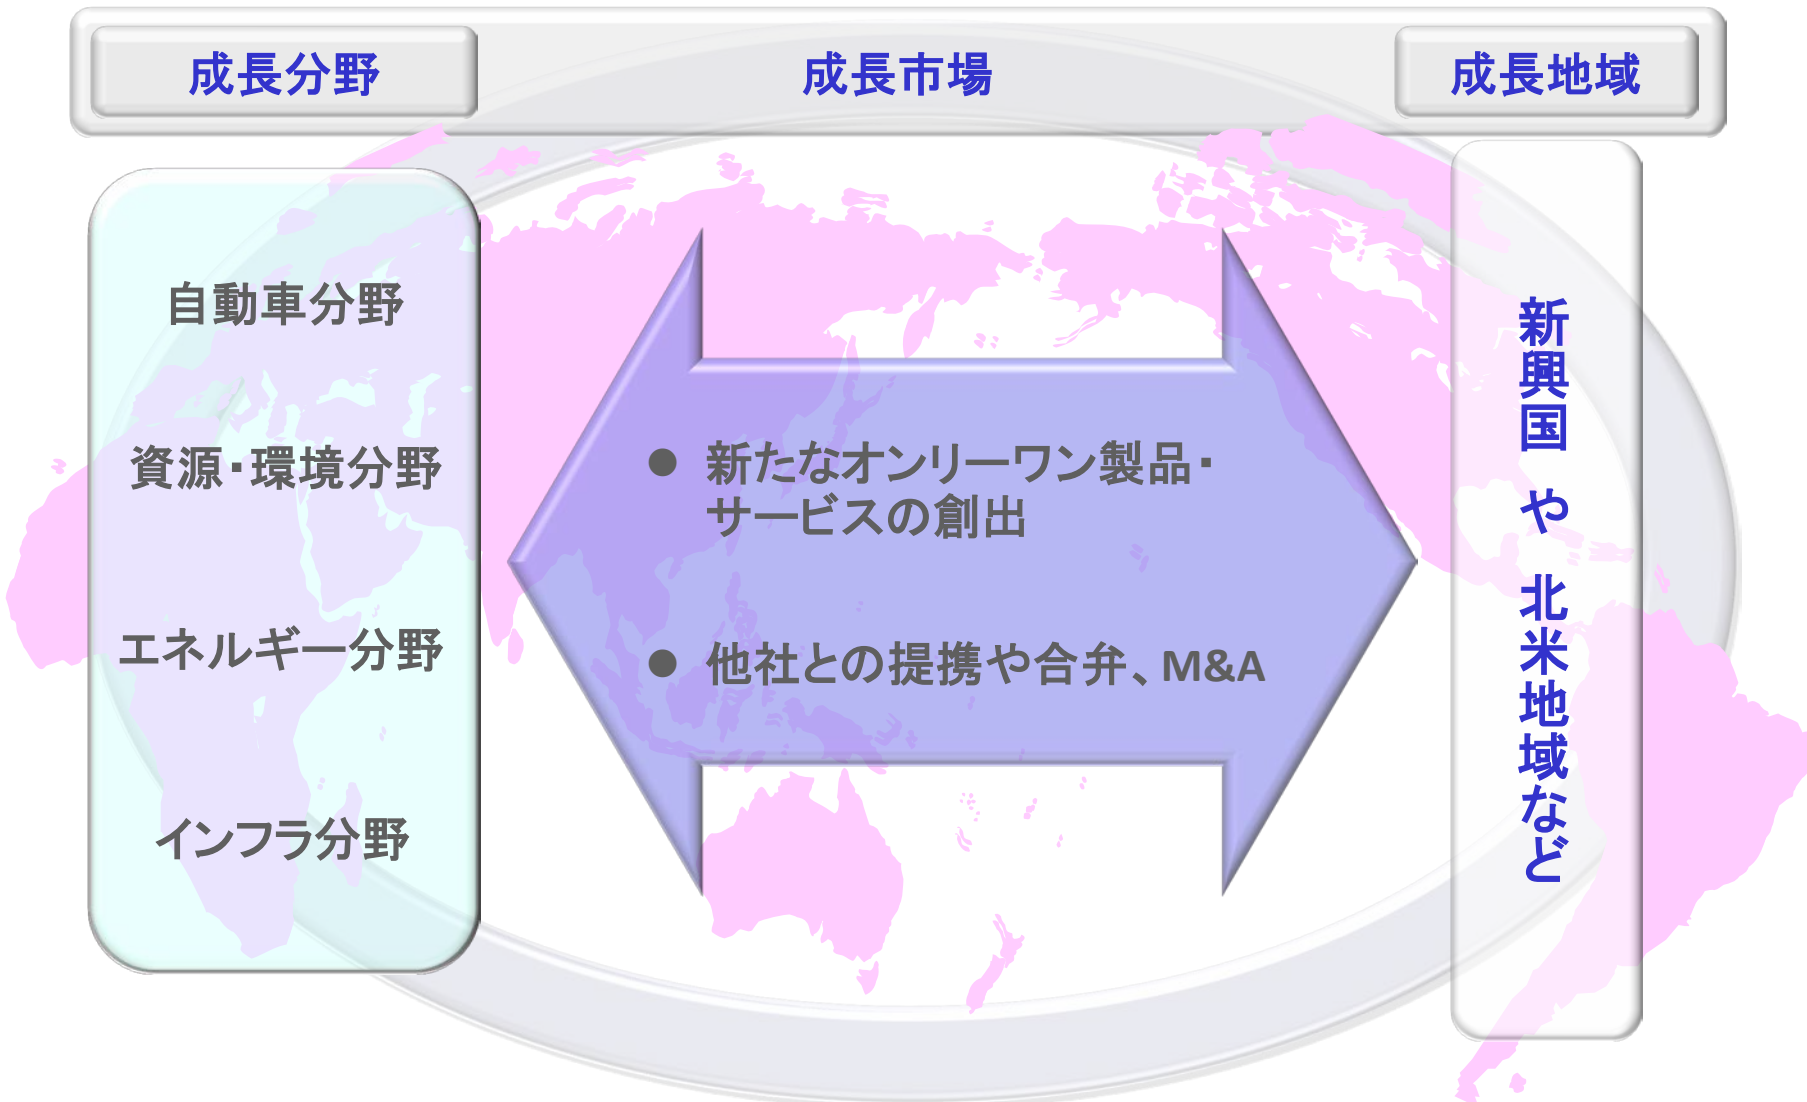 成長分野
成長市場
成長地域
自動車分野
資源・環境分野
エネルギー分野
インフラ分野
● 新たなオンリーワン製品・
サービスの創出
● 他社との提携や合弁、M&A
新興国 や 北米地域など